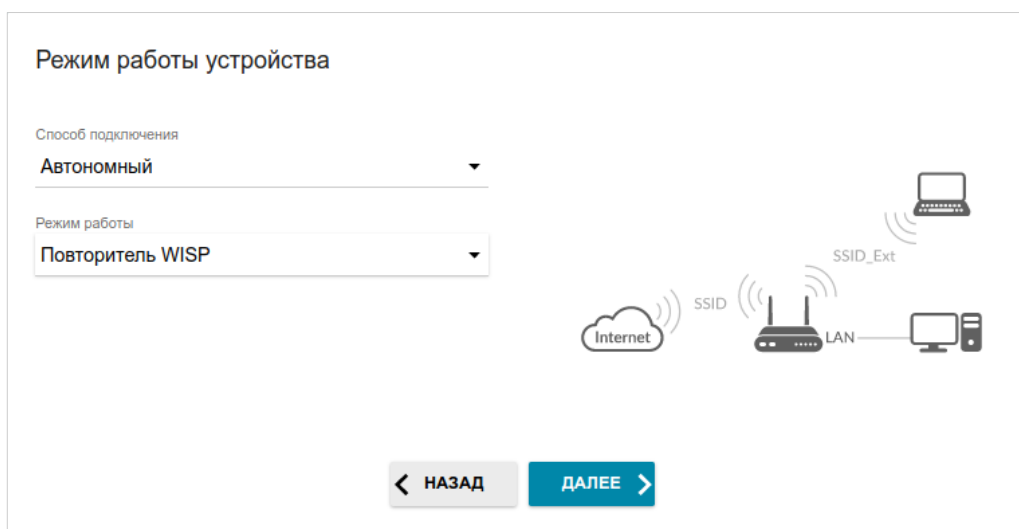 Режим работы устройства
Способ подключения
Автономный
Режим работы
Повторитель WISP
SSID_Ext
SSID
Internet
LAN
НАЗАД
ДАЛЕЕ